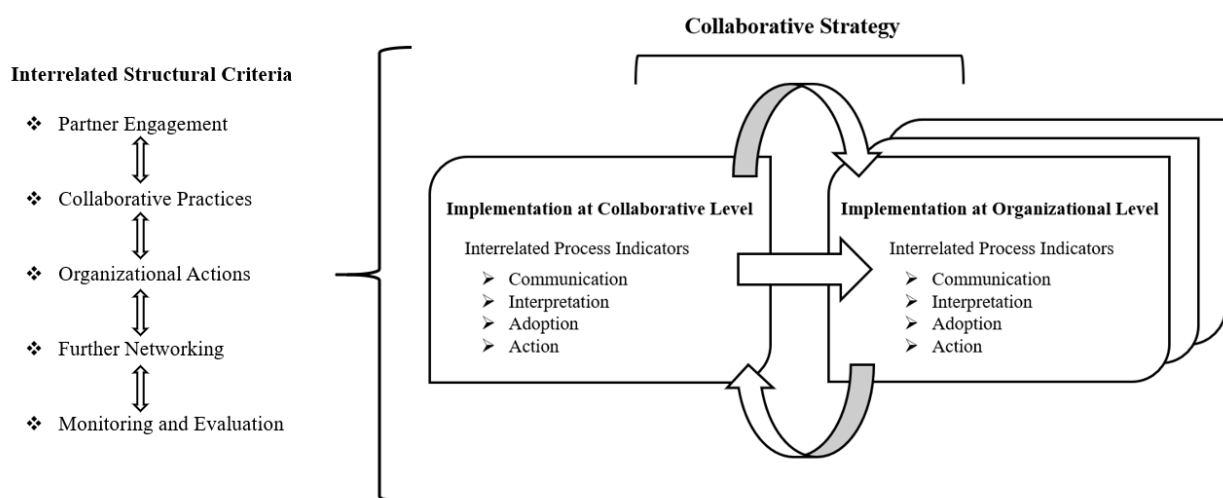 Collaborative Strategy
Interrelated Structural Criteria
Partner Engagement
Collaborative Practices
Organizational Actions
Further Networking
Monitoring and Evaluation
Implementation at Collaborative Level
Interrelated Process Indicators
Communication
Interpretation
Adoption
Action
Implementation at Organizational Level
Interrelated Process Indicators
Communication
Interpretation
Adoption
Action